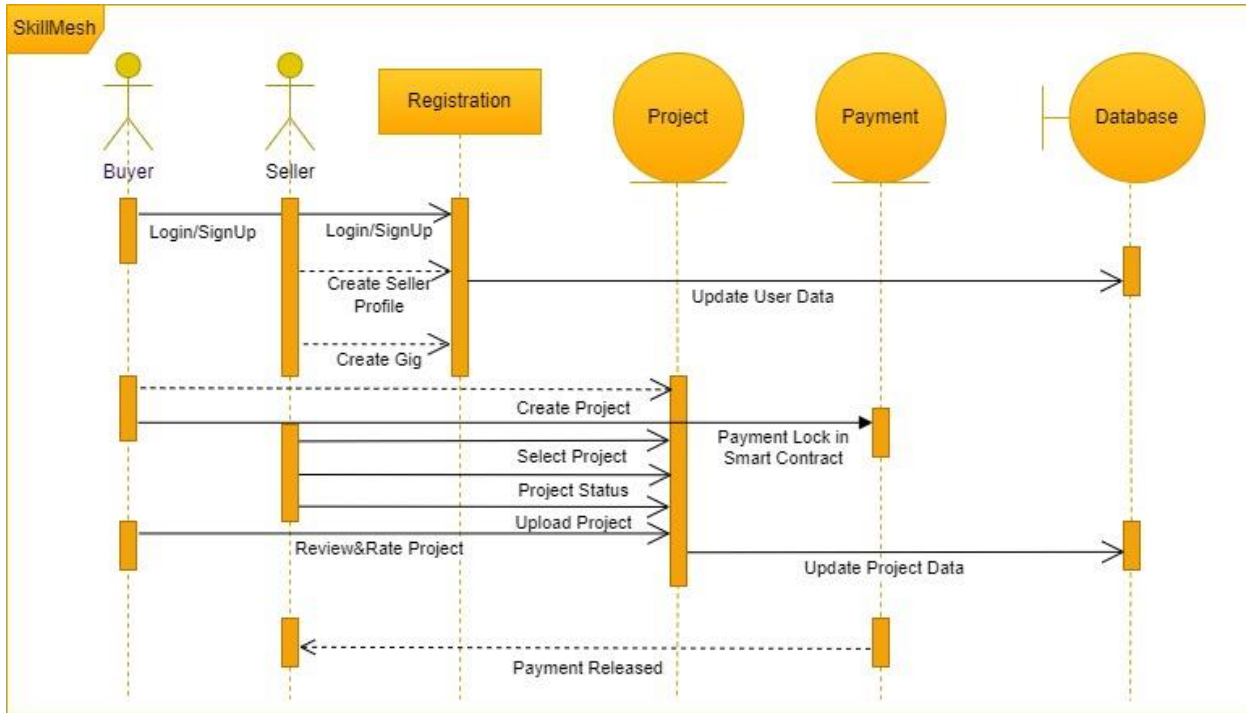 SkillMesh
Registration
Project
Payment
Database
Buyer
Seller
Login/SignUp
Login/SignUp
Create Seller
Profile
Update User Data
Create Gig
Create Project
Payment Lock in
Smart Contract
Select Project
Project Status
Upload Project
Review&Rate Project
Update Project Data
Payment Released